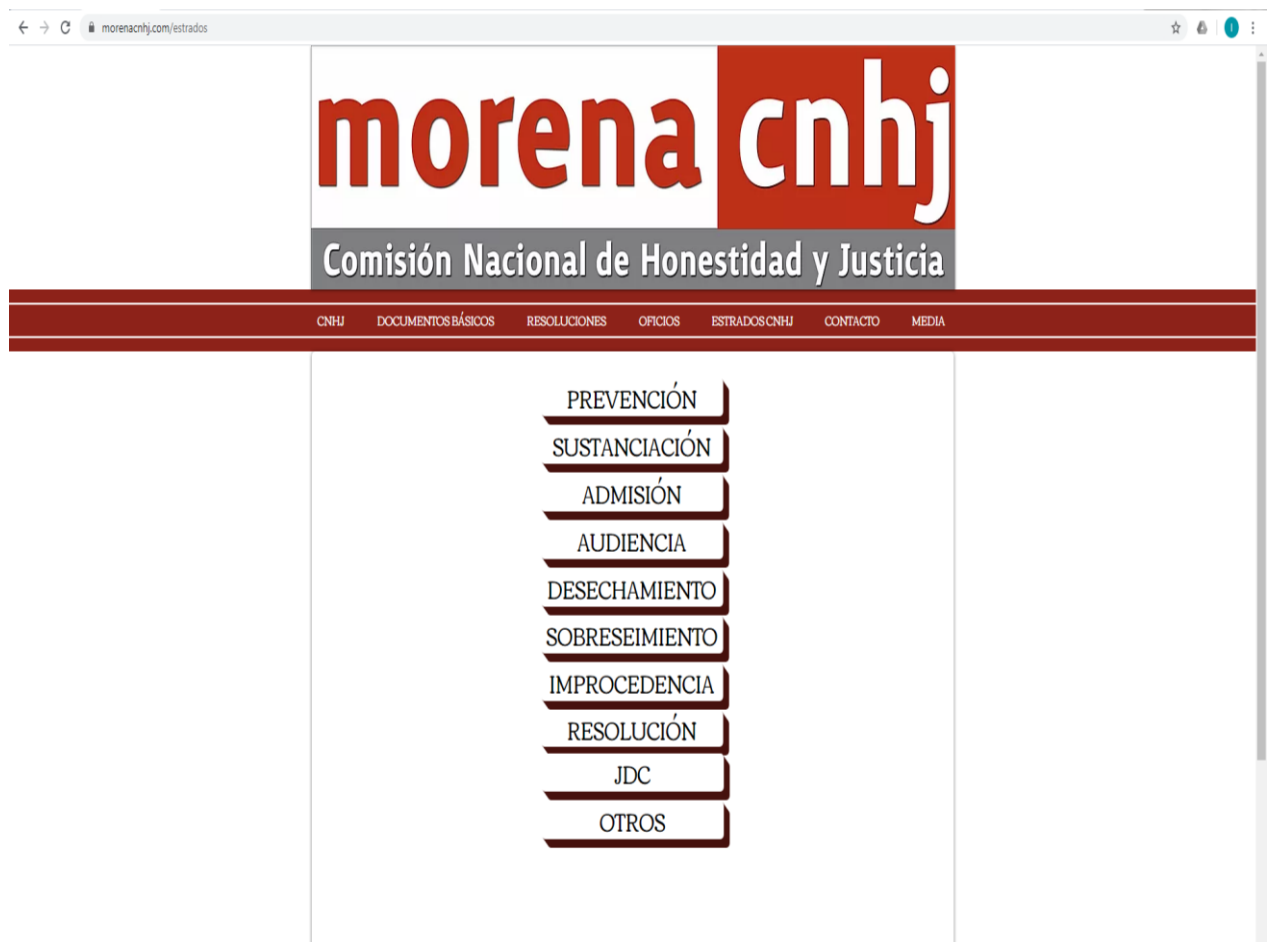 morenacnhj.com/estrados
morena cnhj
Comisión Nacional de Honestidad y Justicia
CNHJ DOCUMENTOS BÁSICOS RESOLUCIONES OFICIOS ESTRADOS CNHJ CONTACTO MEDIA
PREVENCIÓN
SUSTANCIACIÓN
ADMISIÓN
AUDIENCIA
DESECHAMIENTO
SOBRESEIMIENTO
IMPROCEDENCIA
RESOLUCIÓN
JDC
OTROS